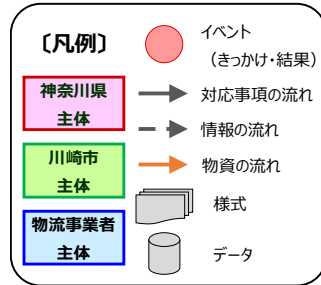 〔凡例〕
イベント
（きっかけ・結果）
神奈川県
主体
対応事項の流れ
情報の流れ
川崎市
主体
物資の流れ
様式
物流事業者
主体
データ